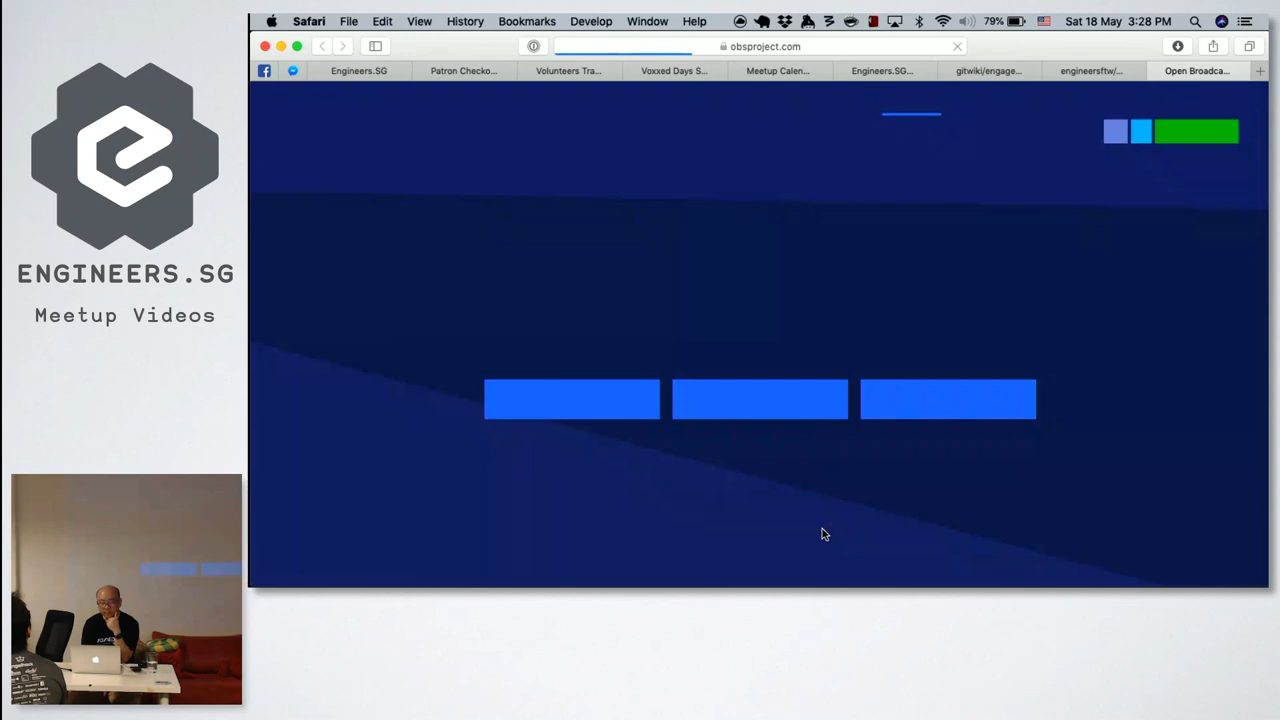 ENGINEERS.SG
Meetup Videos
Safari File Edit View History Bookmarks Develop Window Help 79% Sat 18 May 3:28 PM
obsproject.com
Engineers.SG Patron Checko... Volunteers Tra... Voxxed Days S... Meetup Calen... Engineers.SG... gitwiki/engage... engineersftw/... Open Broadca...